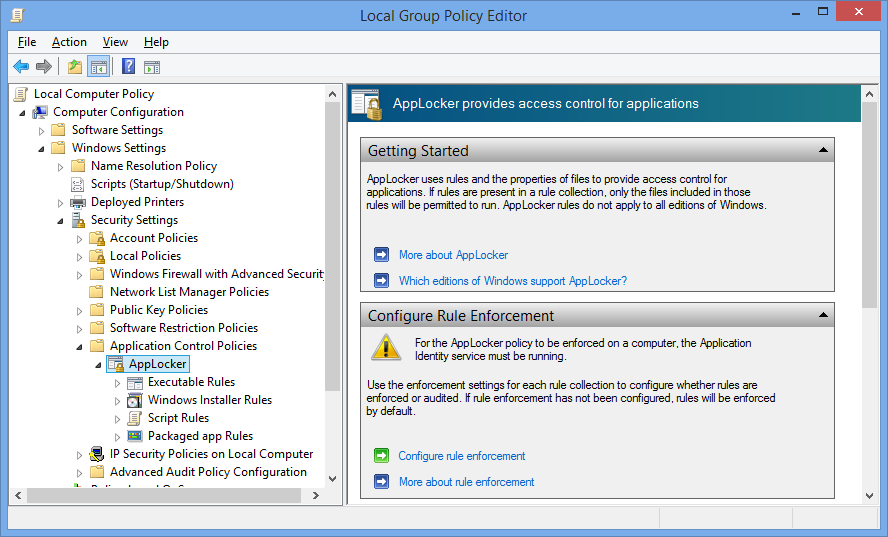 Local Group Policy Editor
File Action View Help
Local Computer Policy
Computer Configuration
Software Settings
Windows Settings
Name Resolution Policy
Scripts (Startup/Shutdown)
Deployed Printers
Security Settings
Account Policies
Local Policies
Windows Firewall with Advanced Securit
Network List Manager Policies
Public Key Policies
Software Restriction Policies
Application Control Policies
AppLocker
Executable Rules
Windows Installer Rules
Script Rules
Packaged app Rules
IP Security Policies on Local Computer
Advanced Audit Policy Configuration
AppLocker provides access control for applications
Getting Started
AppLocker uses rules and the properties of files to provide access control for
applications. If rules are present in a rule collection, only the files included in those
rules will be permitted to run. AppLocker rules do not apply to all editions of Windows.
More about AppLocker
Which editions of Windows support AppLocker?
Configure Rule Enforcement
For the AppLocker policy to be enforced on a computer, the Application
Identity service must be running.
Use the enforcement settings for each rule collection to configure whether rules are
enforced or audited. If rule enforcement has not been configured, rules will be enforced
by default.
Configure rule enforcement
More about rule enforcement